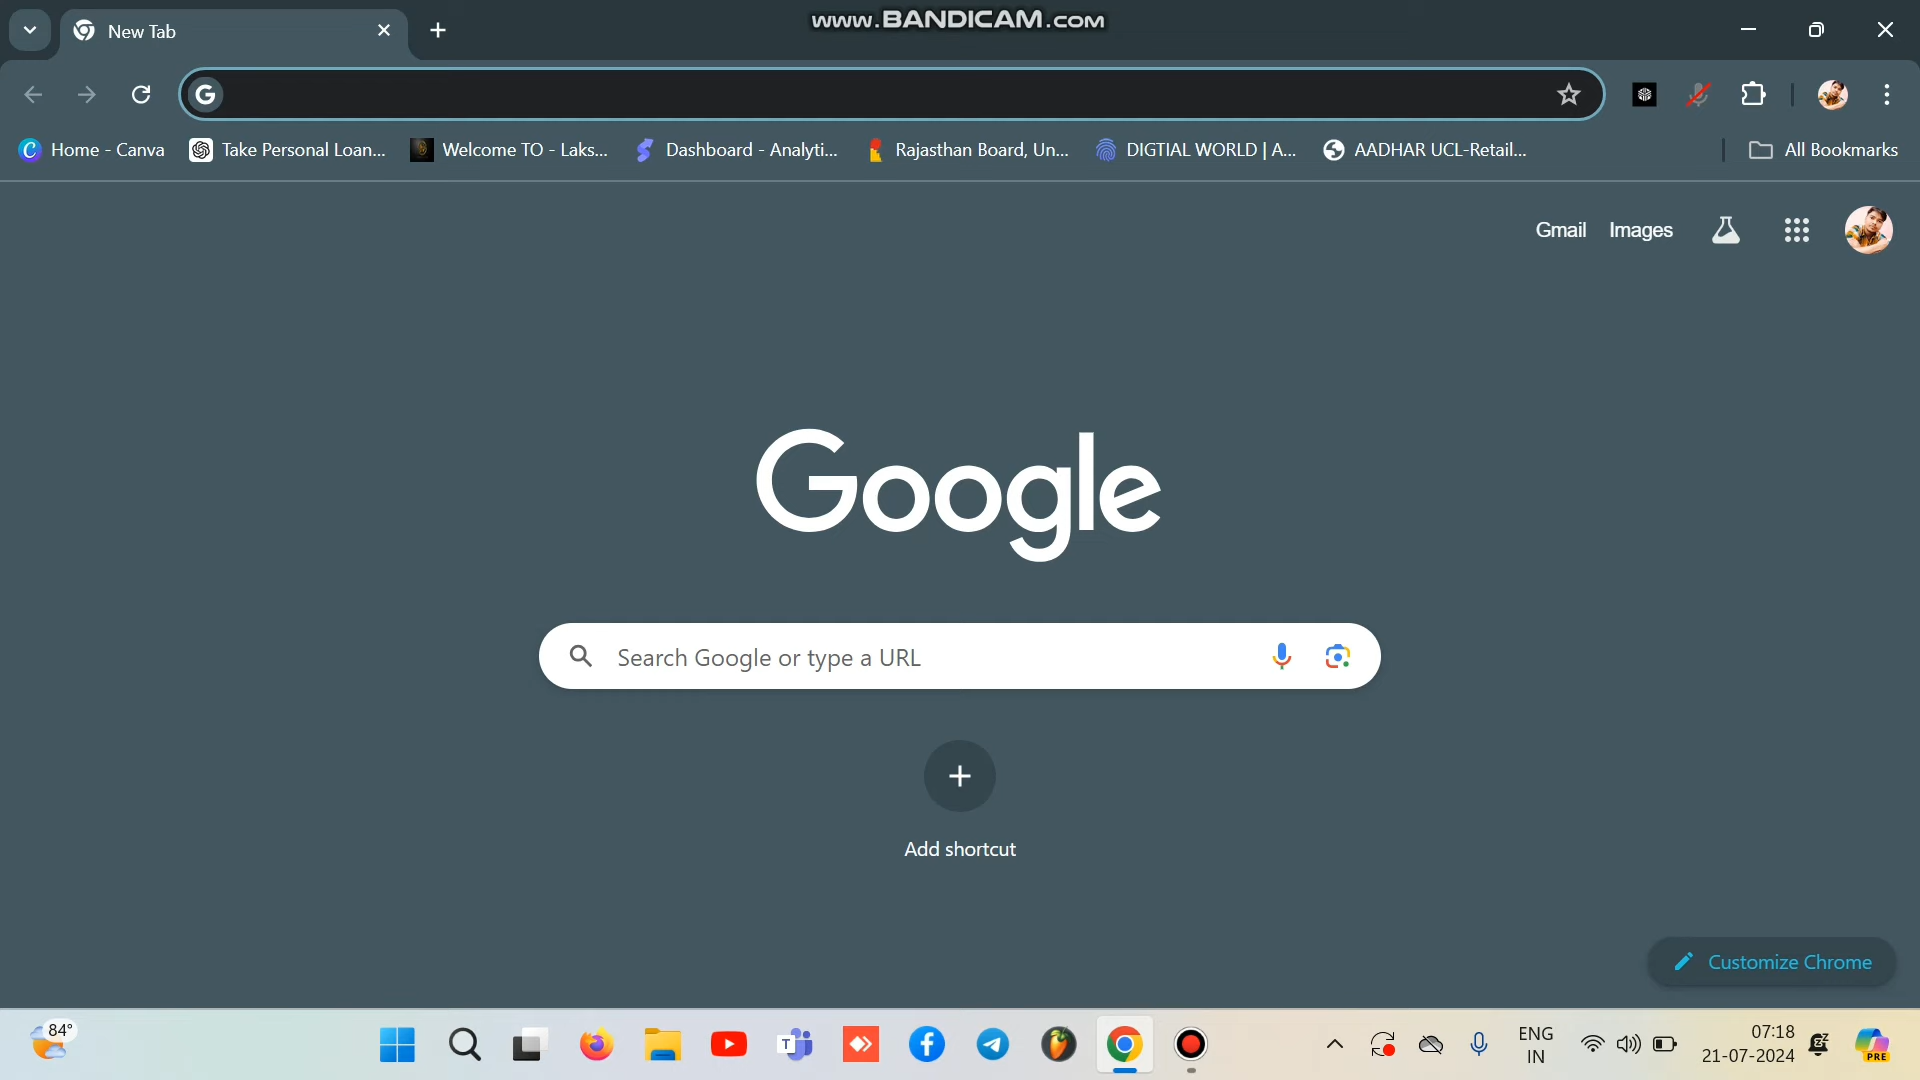 www.BANDICAM.com
New Tab
Home - Canva
Take Personal Loan...
Welcome TO - Laks...
Dashboard - Analyti...
Rajasthan Board, Un...
DIGTIAL WORLD | A...
AADHAR UCL-Retail...
All Bookmarks
Gmail Images
Google
Search Google or type a URL
Add shortcut
Customize Chrome
84°
ENG
IN
07:18
21-07-2024
PRE